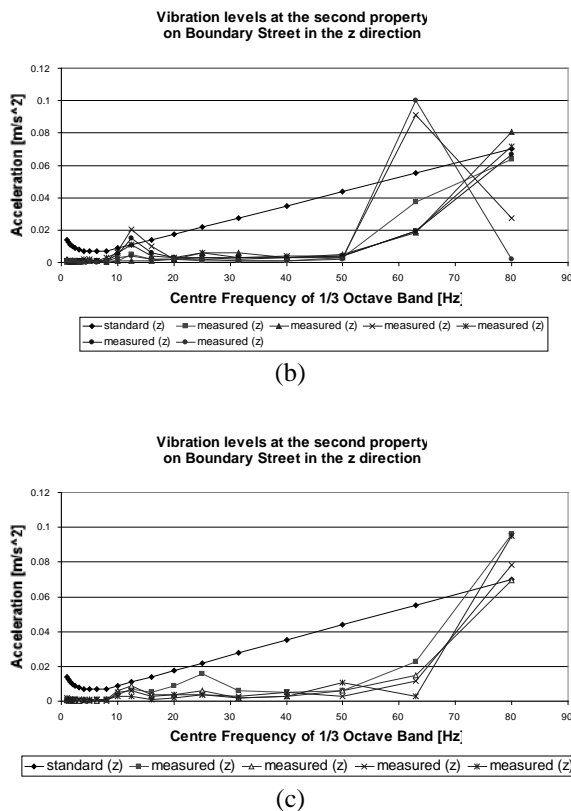 Vibration levels at the second property
on Boundary Street in the z direction
Acceleration [m/s^2]
0.12
0.1
0.08
0.06
0.04
0.02
0
0 10 20 30 40 50 60 70 80 90
Centre Frequency of 1/3 Octave Band [Hz]
standard (z) measured (z) measured (z) measured (z) measured (z)
measured (z) measured (z)
(b)
Vibration levels at the second property
on Boundary Street in the z direction
Acceleration [m/s^2]
0.12
0.1
0.08
0.06
0.04
0.02
0
0 10 20 30 40 50 60 70 80 90
Centre Frequency of 1/3 Octave Band [Hz]
standard (z) measured (z) measured (z) measured (z) measured (z)
(c)